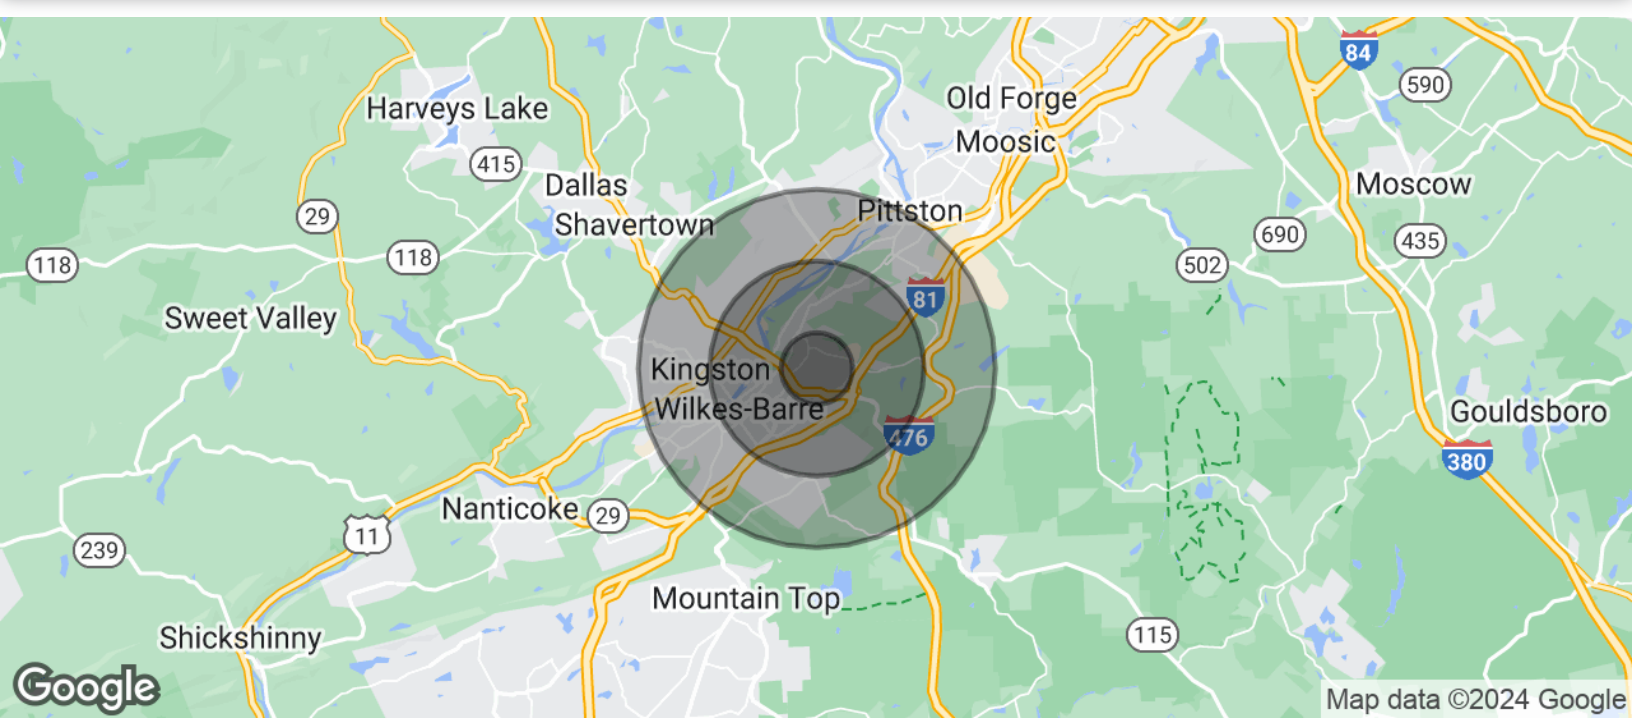 84
590
Old Forge
Harveys Lake
Moosic
415
Dallas
Moscow
29
Shavertown
Pittston
690
435
118
118
502
81
Sweet Valley
Kingston
Wilkes-Barre
Gouldsboro
476
380
Nanticoke
29
11
239
Mountain Top
115
Shickshinny
Google
Map data ©2024 Google